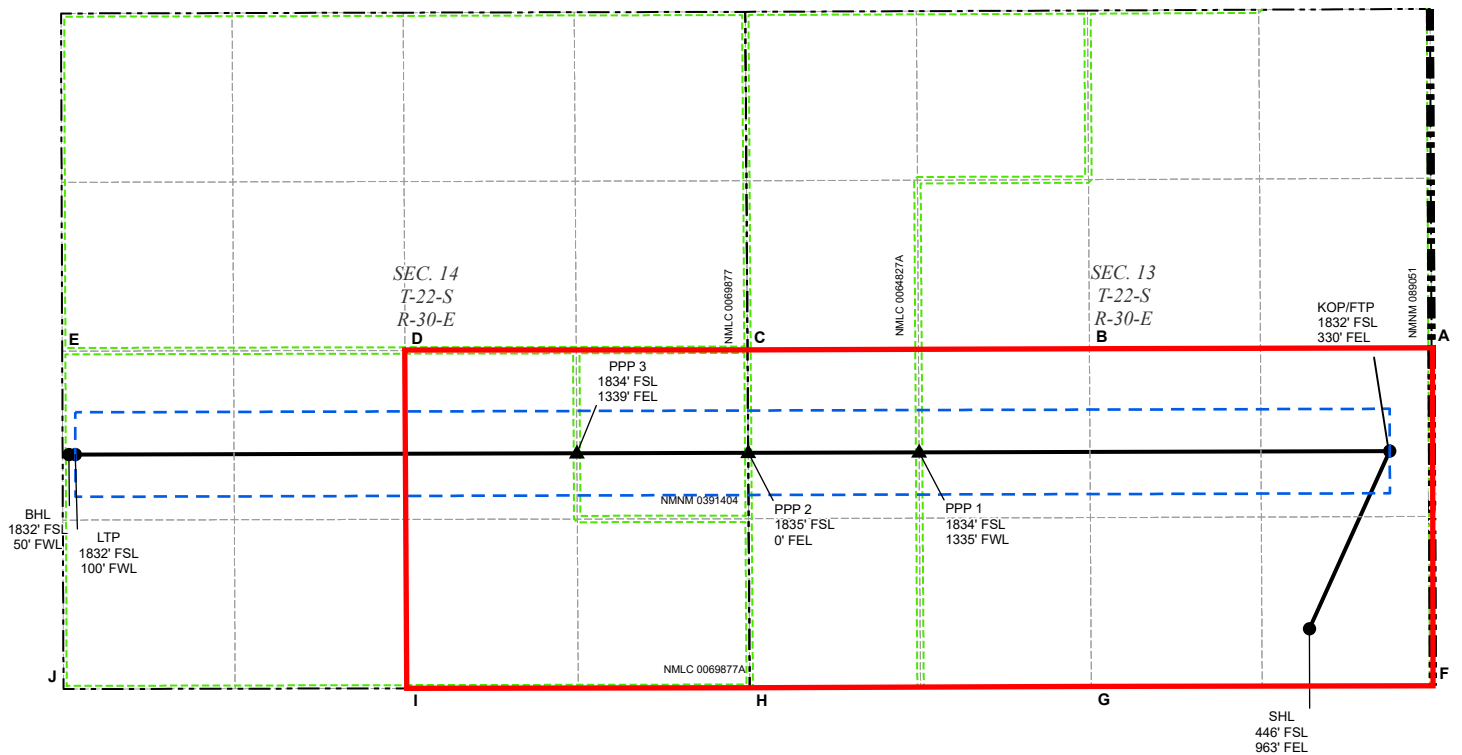 SEC. 14
T-22-S
R-30-E
NMLC 0069877
NMLC 0064827A
SEC. 13
T-22-S
R-30-E
NMNM 089051
KOP/FTP
1832' FSL
330' FEL
E
D
C
B
A
PPP 3
1834' FSL
1339' FEL
NMNM 0391404
BHL
1832' FSL
50' FWL
LTP
1832' FSL
100' FWL
PPP 2
1835' FSL
0' FEL
PPP 1
1834' FSL
1335' FWL
NMLC 0069877A
J
I
H
G
F
SHL
446' FSL
963' FEL